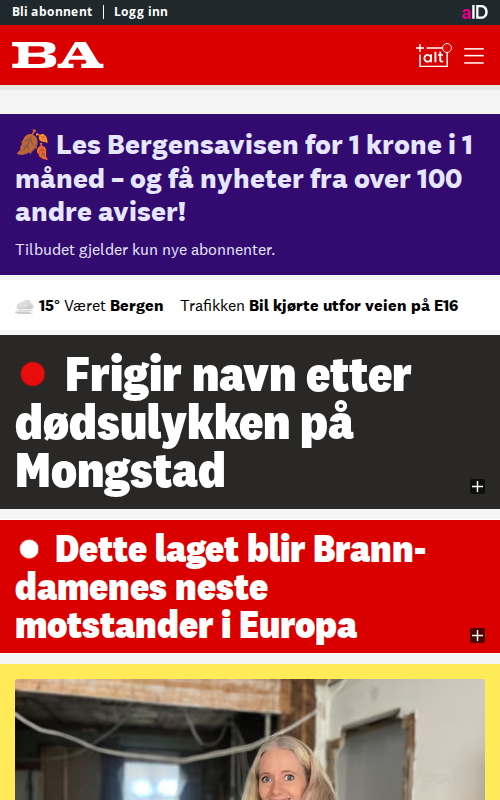 Bli abonnent | Logg inn
aID
BA
+alt
Les Bergensavisen for 1 krone i 1
måned – og få nyheter fra over 100
andre aviser!
Tilbudet gjelder kun nye abonnenter.
15° Været Bergen Trafikken Bil kjørte utfor veien på E16
Frigir navn etter
dødsulykken på
Mongstad
Dette laget blir Brann-
damenes neste
motstander i Europa